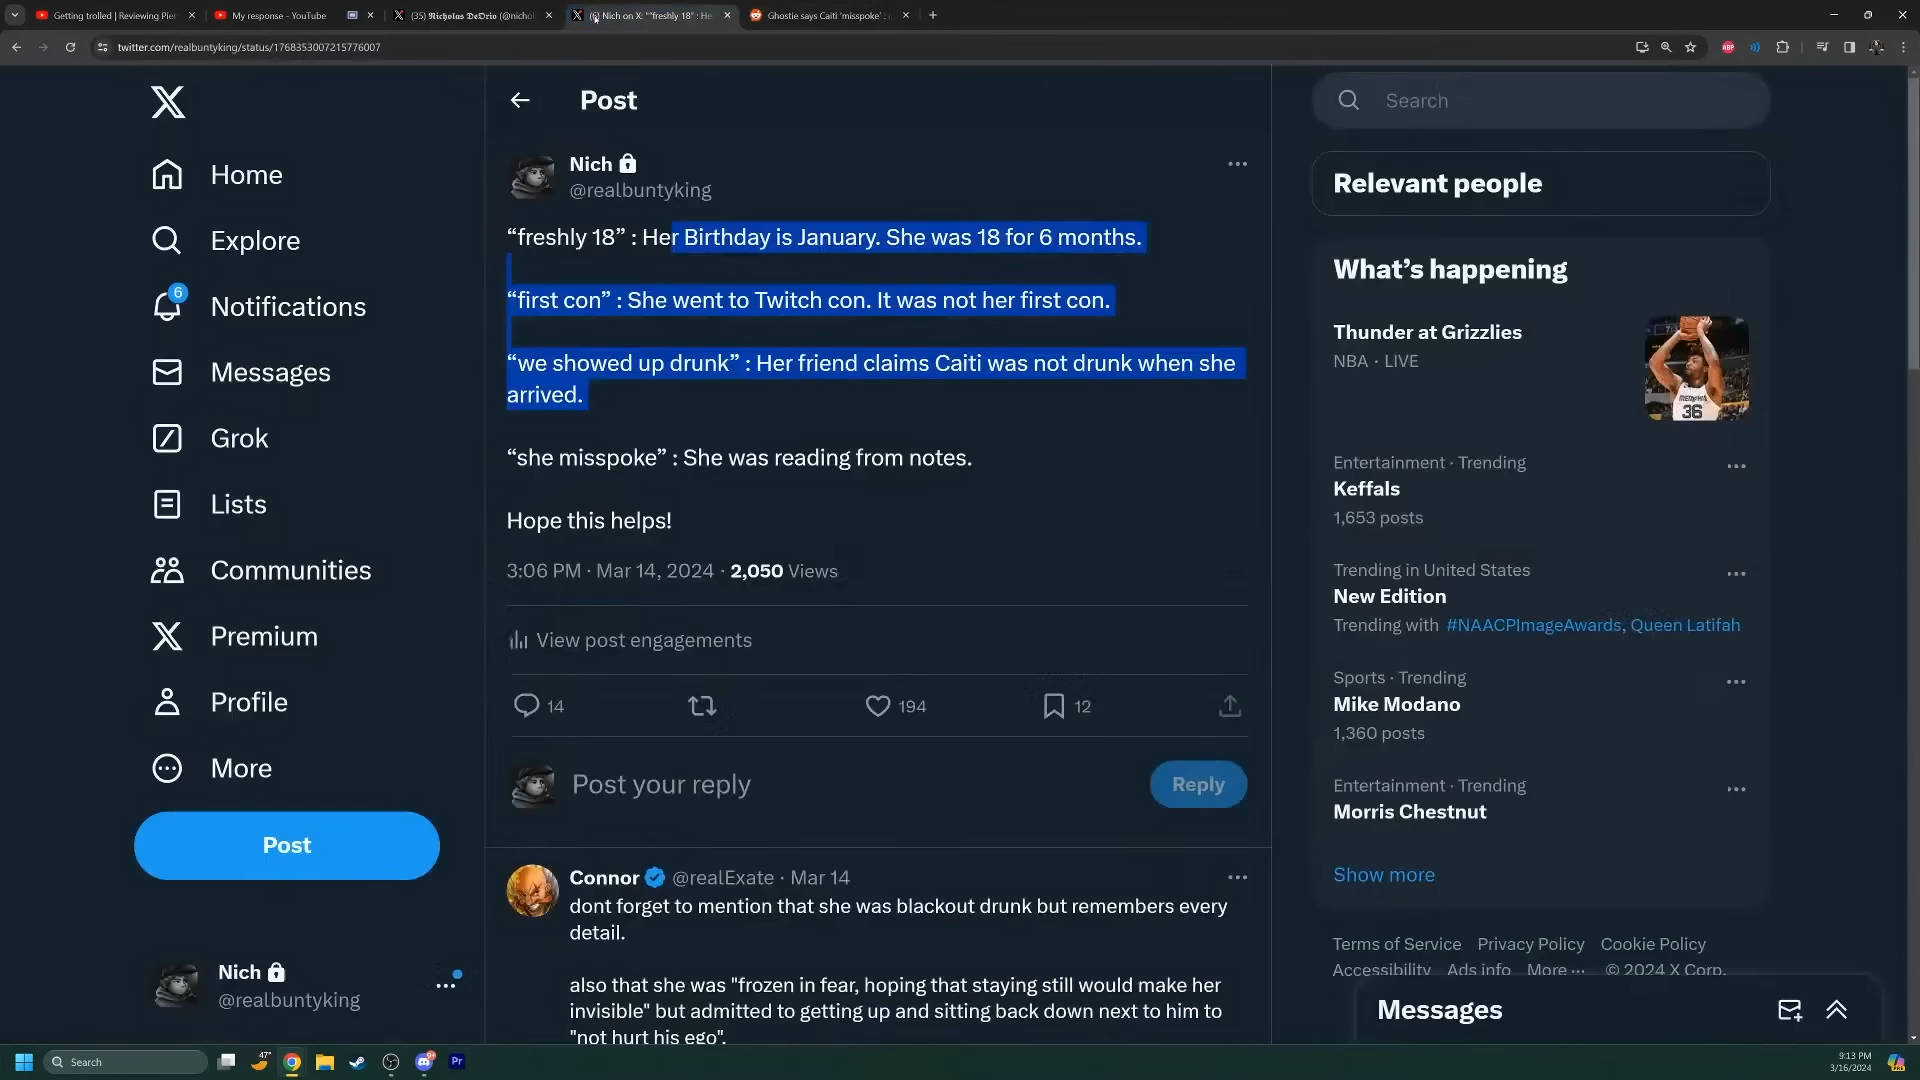 Getting trolled | Reviewing Pier
My response - YouTube
(35) 𝕹𝖎𝖈𝖍𝖔𝖑𝖆𝖘 𝕯𝖊𝕺𝖗𝖎𝖔 (@nichol
Nich on X: "“freshly 18” : He
Ghostie says Caiti 'misspoke' :
twitter.com/realbuntyking/status/1768353007215776007
ABP
Home
Explore
6
Notifications
Messages
Grok
Lists
Communities
Premium
Profile
More
Post
Nich
@realbuntyking
Post
Nich
@realbuntyking
“freshly 18” : Her Birthday is January. She was 18 for 6 months.
“first con” : She went to Twitch con. It was not her first con.
“we showed up drunk” : Her friend claims Caiti was not drunk when she
arrived.
“she misspoke” : She was reading from notes.
Hope this helps!
3:06 PM · Mar 14, 2024 · 2,050 Views
View post engagements
14
194
12
Post your reply
Reply
Connor @realExate · Mar 14
dont forget to mention that she was blackout drunk but remembers every
detail.
also that she was "frozen in fear, hoping that staying still would make her
invisible" but admitted to getting up and sitting back down next to him to
"not hurt his ego".
Search
Relevant people
What’s happening
Thunder at Grizzlies
NBA · LIVE
MEMPHIS
36
Entertainment · Trending
Keffals
1,653 posts
Trending in United States
New Edition
Trending with #NAACPImageAwards, Queen Latifah
Sports · Trending
Mike Modano
1,360 posts
Entertainment · Trending
Morris Chestnut
Show more
Terms of Service Privacy Policy Cookie Policy
Accessibility Ads info More ··· © 2024 X Corp.
Messages
Search
47°
Pr
9:13 PM
3/16/2024